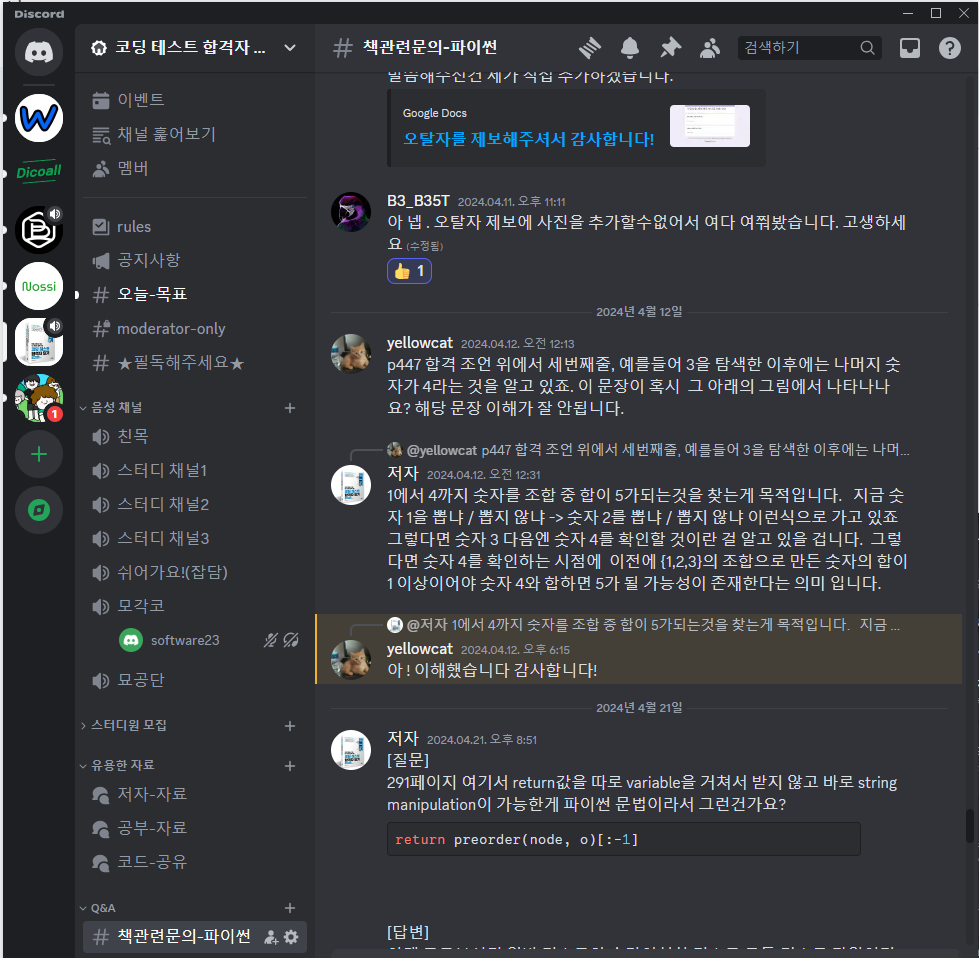 Discord
코딩 테스트 합격자 ...
이벤트
채널 훑어보기
멤버
rules
공지사항
오늘-목표
moderator-only
★필독해주세요★
음성 채널
친목
스터디 채널1
스터디 채널2
스터디 채널3
쉬어가요!(잡담)
모각코
software23
묘공단
스터디원 모집
유용한 자료
저자-자료
공부-자료
코드-공유
Q&A
책관련문의-파이썬
Dicoall
Nossi
1
책관련문의-파이썬
검색하기
말씀해주신건 제가 직접 추가하겠습니다.
Google Docs
오탈자를 제보해주셔서 감사합니다!
B3_B35T 2024.04.11. 오후 11:11
아 넵 . 오탈자 제보에 사진을 추가할수없어서 여다 여쭤봤습니다. 고생하세
요 (수정됨)
👍 1
2024년 4월 12일
yellowcat 2024.04.12. 오전 12:13
p447 합격 조언 위에서 세번째줄, 예를들어 3을 탐색한 이후에는 나머지 숫
자가 4라는 것을 알고 있죠. 이 문장이 혹시 그 아래의 그림에서 나타나나
요? 해당 문장 이해가 잘 안됩니다.
@yellowcat p447 합격 조언 위에서 세번째줄, 예를들어 3을 탐색한 이후에는 나머...
저자 2024.04.12. 오전 12:31
1에서 4까지 숫자를 조합 중 합이 5가되는것을 찾는게 목적입니다. 지금 숫
자 1을 뽑냐 / 뽑지 않냐 -> 숫자 2를 뽑냐 / 뽑지 않냐 이런식으로 가고 있죠
그렇다면 숫자 3 다음엔 숫자 4를 확인할 것이란 걸 알고 있을 겁니다. 그렇
다면 숫자 4를 확인하는 시점에 이전에 {1,2,3}의 조합으로 만든 숫자의 합이
1 이상이어야 숫자 4와 합하면 5가 될 가능성이 존재한다는 의미 입니다.
@저자 1에서 4까지 숫자를 조합 중 합이 5가되는것을 찾는게 목적입니다. 지금 ...
yellowcat 2024.04.12. 오후 6:15
아 ! 이해했습니다 감사합니다!
2024년 4월 21일
저자 2024.04.21. 오후 8:51
[질문]
291페이지 여기서 return값을 따로 variable을 거쳐서 받지 않고 바로 string
manipulation이 가능한게 파이썬 문법이라서 그런건가요?
return preorder(node, o)[:-1]
[답변]